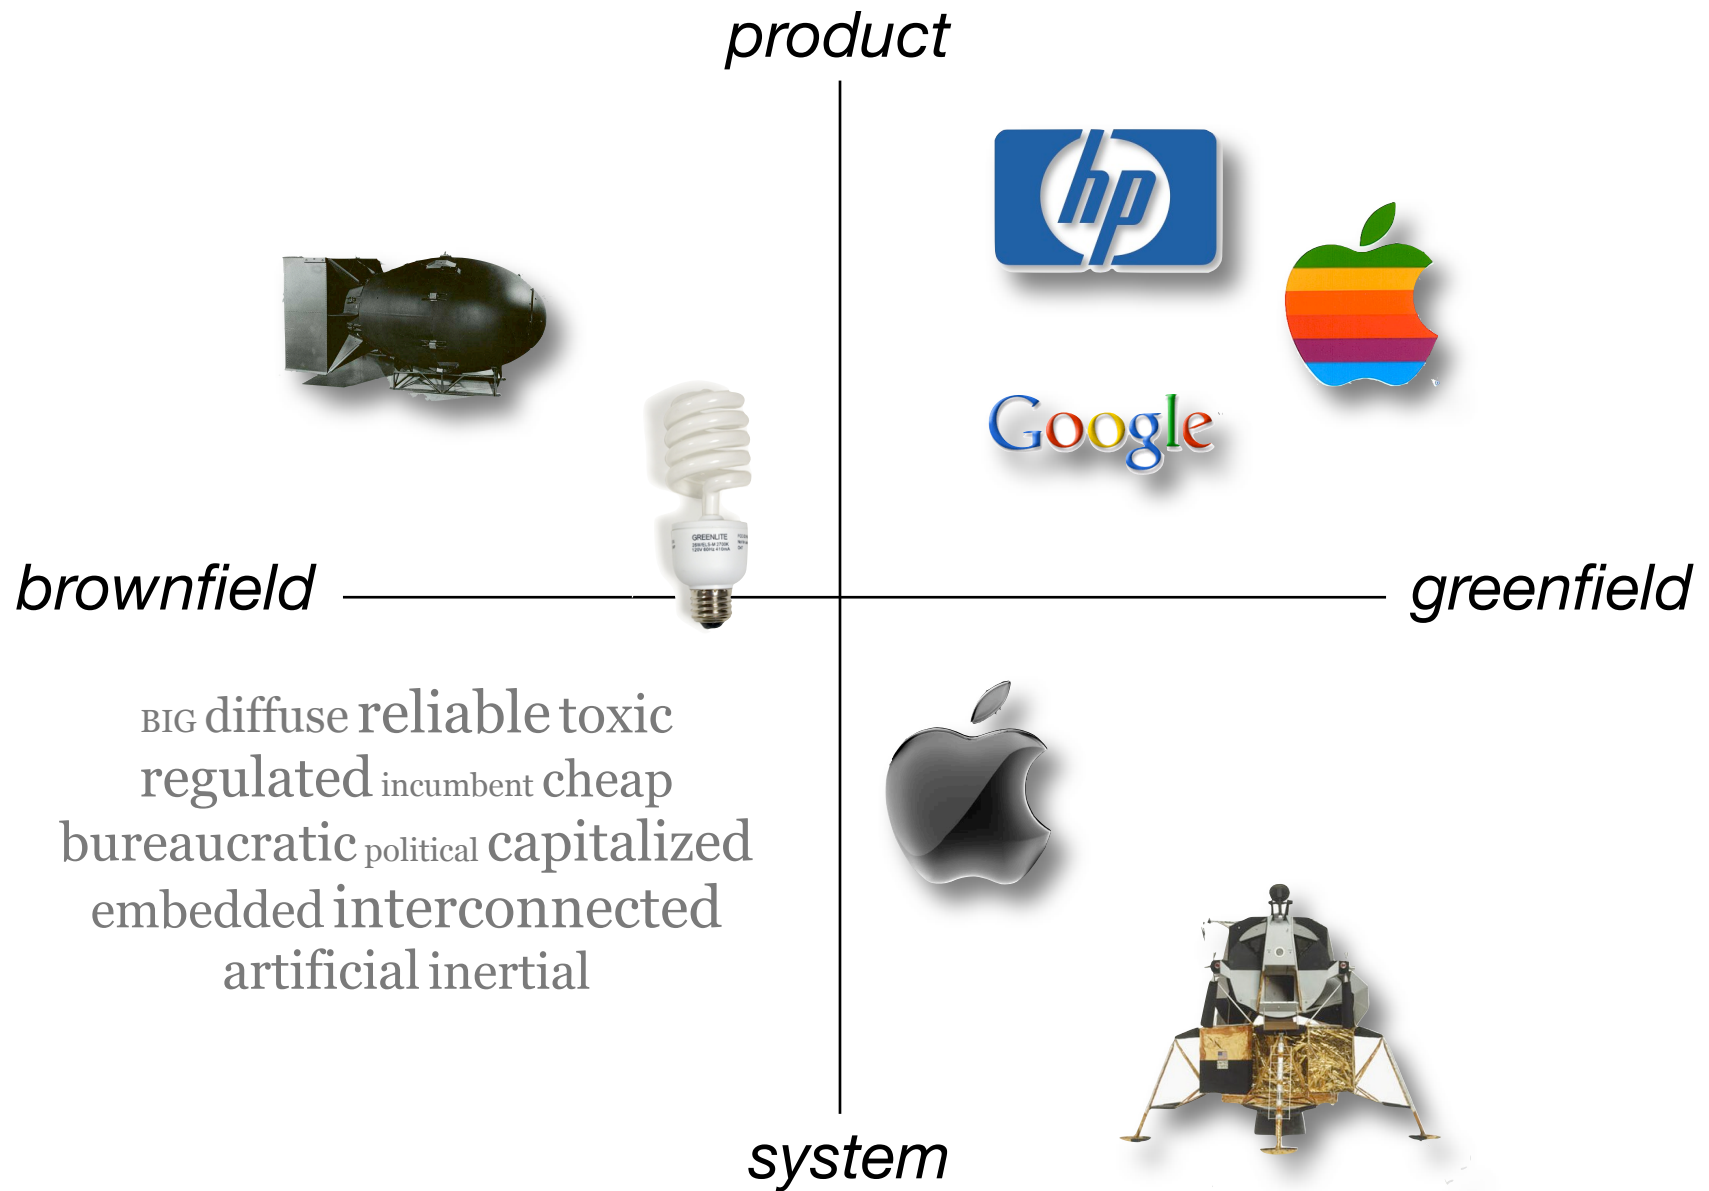 product
hp
Google
GREENLITE
brownfield
greenfield
BIG diffuse reliable toxic
regulated incumbent cheap
bureaucratic political capitalized
embedded interconnected
artificial inertial
system